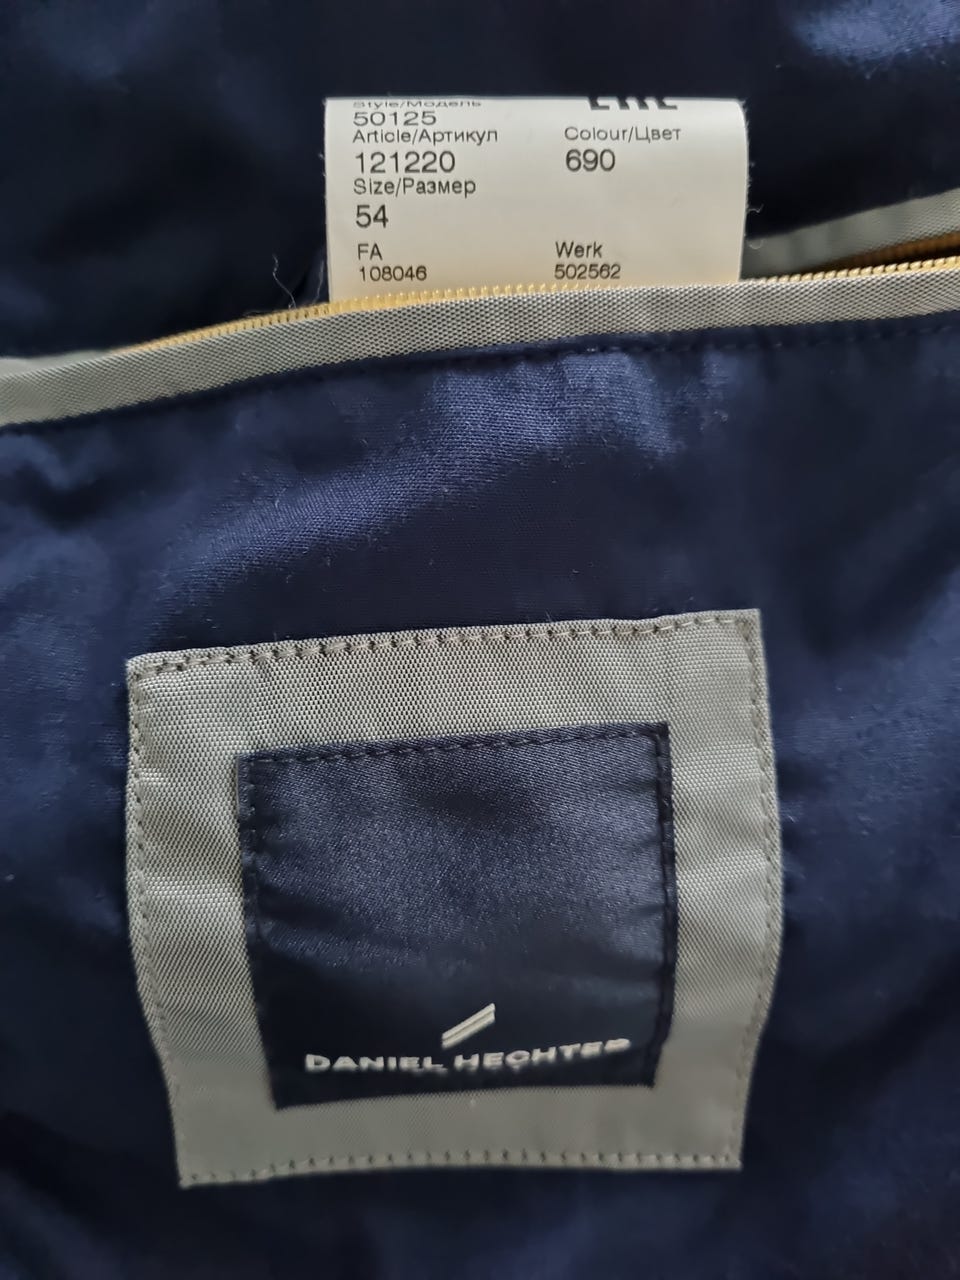 Style/Модель
50125
Article/Артикул Colour/Цвет
121220 690
Size/Размер
54
FA Werk
108046 502562
DANIEL HECHTER